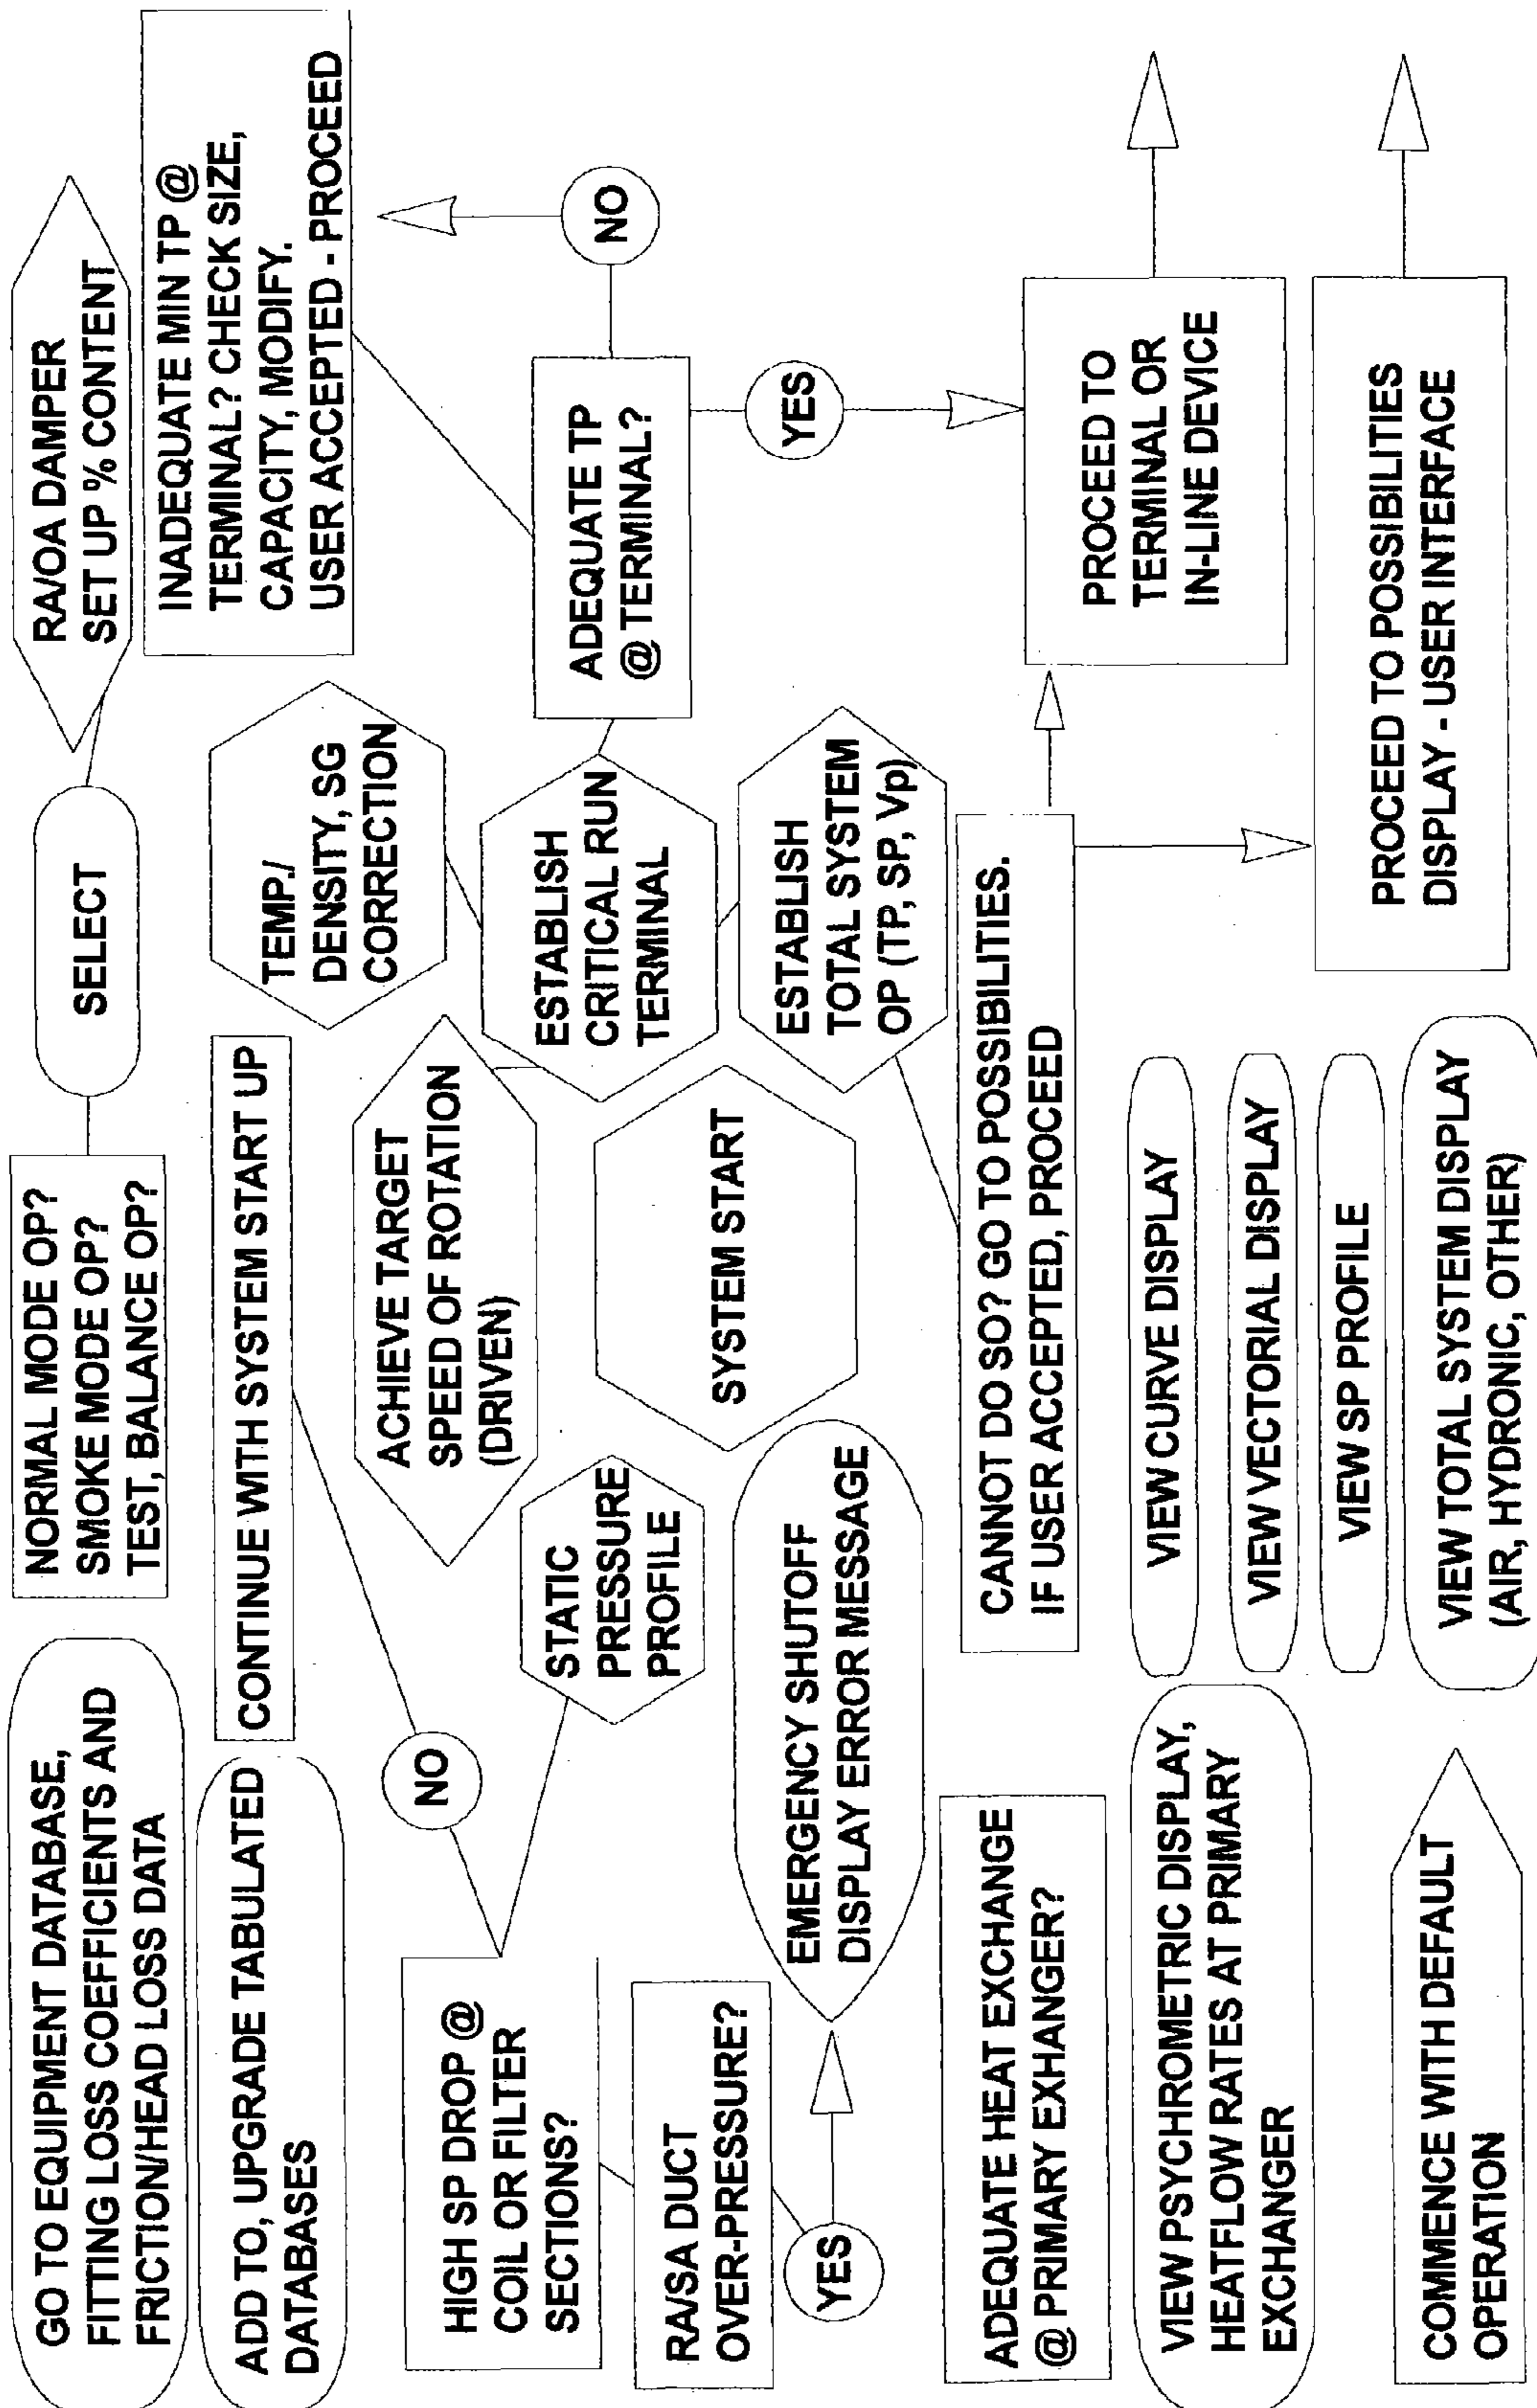 GO TO EQUIPMENT DATABASE,
FITTING LOSS COEFFICIENTS AND
FRICTION/HEAD LOSS DATA
NORMAL MODE OP?
SMOKE MODE OP?
TEST, BALANCE OP?
SELECT
RA/OA DAMPER
SET UP % CONTENT
ADD TO, UPGRADE TABULATED
DATABASES
CONTINUE WITH SYSTEM START UP
TEMP./
DENSITY, SG
CORRECTION
INADEQUATE MIN TP @
TERMINAL? CHECK SIZE,
CAPACITY, MODIFY.
USER ACCEPTED - PROCEED
NO
HIGH SP DROP @
COIL OR FILTER
SECTIONS?
STATIC
PRESSURE
PROFILE
ACHIEVE TARGET
SPEED OF ROTATION
(DRIVEN)
ESTABLISH
CRITICAL RUN
TERMINAL
ADEQUATE TP
@ TERMINAL?
NO
RA/SA DUCT
OVER-PRESSURE?
YES
EMERGENCY SHUTOFF
DISPLAY ERROR MESSAGE
SYSTEM START
ESTABLISH
TOTAL SYSTEM
OP (TP, SP, Vp)
YES
ADEQUATE HEAT EXCHANGE
@ PRIMARY EXHANGER?
CANNOT DO SO? GO TO POSSIBILITIES.
IF USER ACCEPTED, PROCEED
PROCEED TO
TERMINAL OR
IN-LINE DEVICE
VIEW PSYCHROMETRIC DISPLAY,
HEATFLOW RATES AT PRIMARY
EXCHANGER
VIEW CURVE DISPLAY
VIEW VECTORIAL DISPLAY
VIEW SP PROFILE
PROCEED TO POSSIBILITIES
DISPLAY - USER INTERFACE
COMMENCE WITH DEFAULT
OPERATION
VIEW TOTAL SYSTEM DISPLAY
(AIR, HYDRONIC, OTHER)